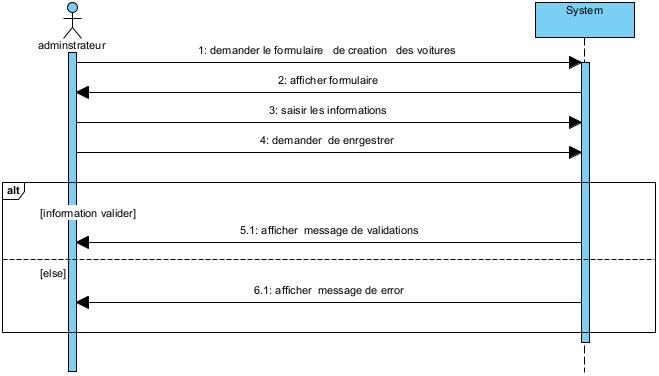 System
adminstrateur
1: demander le formulaire de creation des voitures
2: afficher formulaire
3: saisir les informations
4: demander de enrgestrer
alt
[information valider]
5.1: afficher message de validations
[else]
6.1: afficher message de error